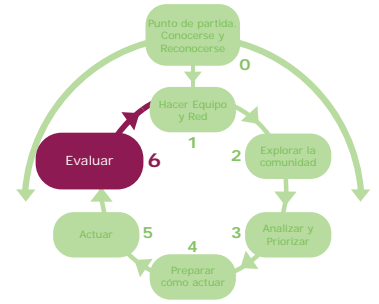 Punto de partida.
Conocerse y
Reconocerse
0
Hacer Equipo
y Red
1
2
Explorar la
comunidad
3
Analizar y
Priorizar
4
Preparar
cómo actuar
5
Actuar
6
Evaluar